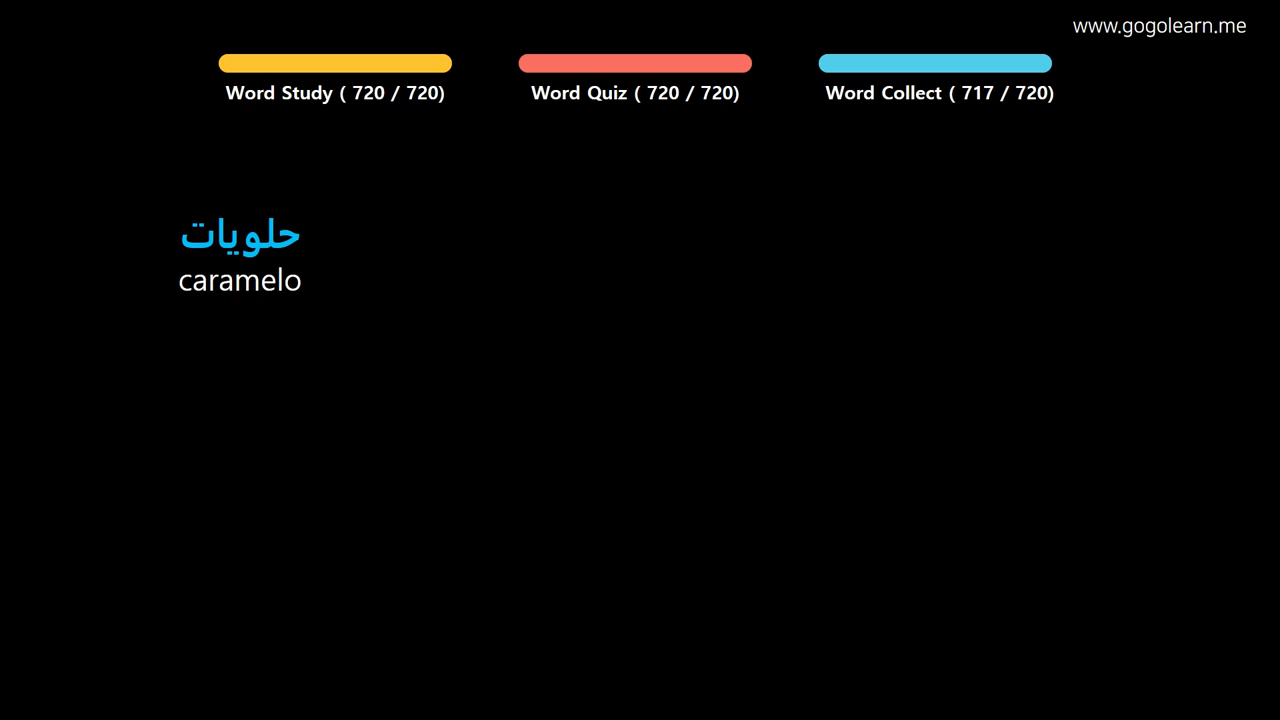 www.gogolearn.me
Word Study ( 720 / 720)
Word Quiz ( 720 / 720)
Word Collect ( 717 / 720)
حلويات
caramelo